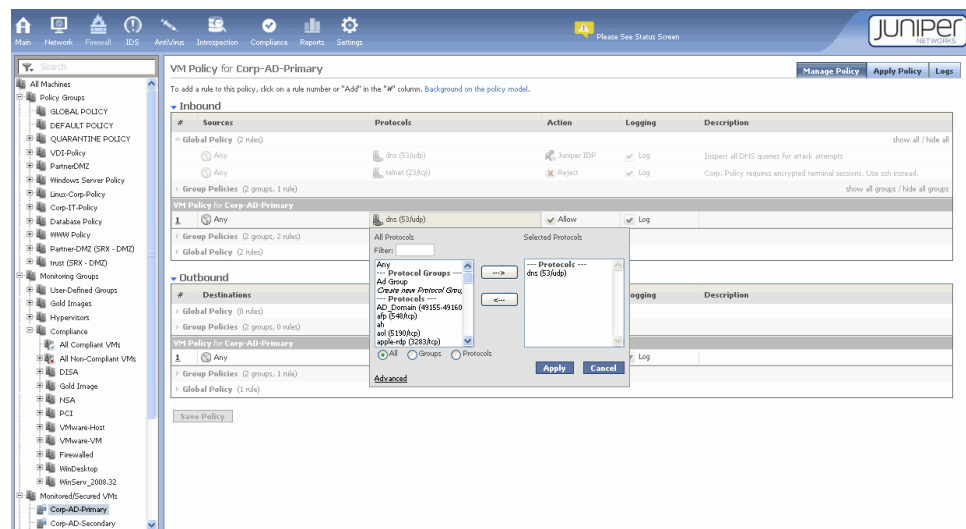 Main Network Firewall IDS AntiVirus Introspection Compliance Reports Settings
Please See Status Screen
JUNIPER
NETWORKS
Search
All Machines
Policy Groups
GLOBAL POLICY
DEFAULT POLICY
QUARANTINE POLICY
VDI-Policy
PartnerDMZ
Windows Server Policy
Linux-Corp-Policy
Corp-IT-Policy
Database Policy
WWW Policy
Partner-DMZ (SRX - DMZ)
trust (SRX - DMZ)
Monitoring Groups
User-Defined Groups
Gold Images
Hypervisors
Compliance
All Compliant VMs
All Non-Compliant VMs
DISA
Gold Image
NSA
PCI
VMware-Host
VMware-VM
Firewalled
WinDesktop
WinServ_2008.32
Monitored/Secured VMs
Corp-AD-Primary
Corp-AD-Secondary
VM Policy for Corp-AD-Primary
Manage Policy Apply Policy Logs
To add a rule to this policy, click on a rule number or "Add" in the "#" column. Background on the policy model.
Inbound
# Sources Protocols Action Logging Description
Global Policy (2 rules) show all / hide all
Any dns (53/udp) Juniper IDP Log Inspect all DNS queries for attack attempts
Any telnet (23/tcp) Reject Log Corp. Policy requires encrypted terminal sessions. Use ssh instead.
Group Policies (2 groups, 1 rule) show all groups / hide all groups
VM Policy for Corp-AD-Primary
1 Any dns (53/udp) Allow Log
Group Policies (2 groups, 2 rules)
Global Policy (2 rules)
All Protocols Selected Protocols
Filter:
Any
--- Protocol Groups ---
Ad Group
Create new Protocol Grou
--- Protocols ---
AD_Domain (49155-49160
afp (548/tcp)
ah
aol (5190/tcp)
apple-rdp (3283/tcp)
--->
<---
--- Protocols ---
dns (53/udp)
All Groups Protocols
Advanced
Apply Cancel
Outbound
# Destinations ogging Description
Global Policy (0 rules)
Group Policies (2 groups, 0 rules)
VM Policy for Corp-AD-Primary
1 Any Log
Group Policies (2 groups, 1 rule)
Global Policy (1 rule)
Save Policy